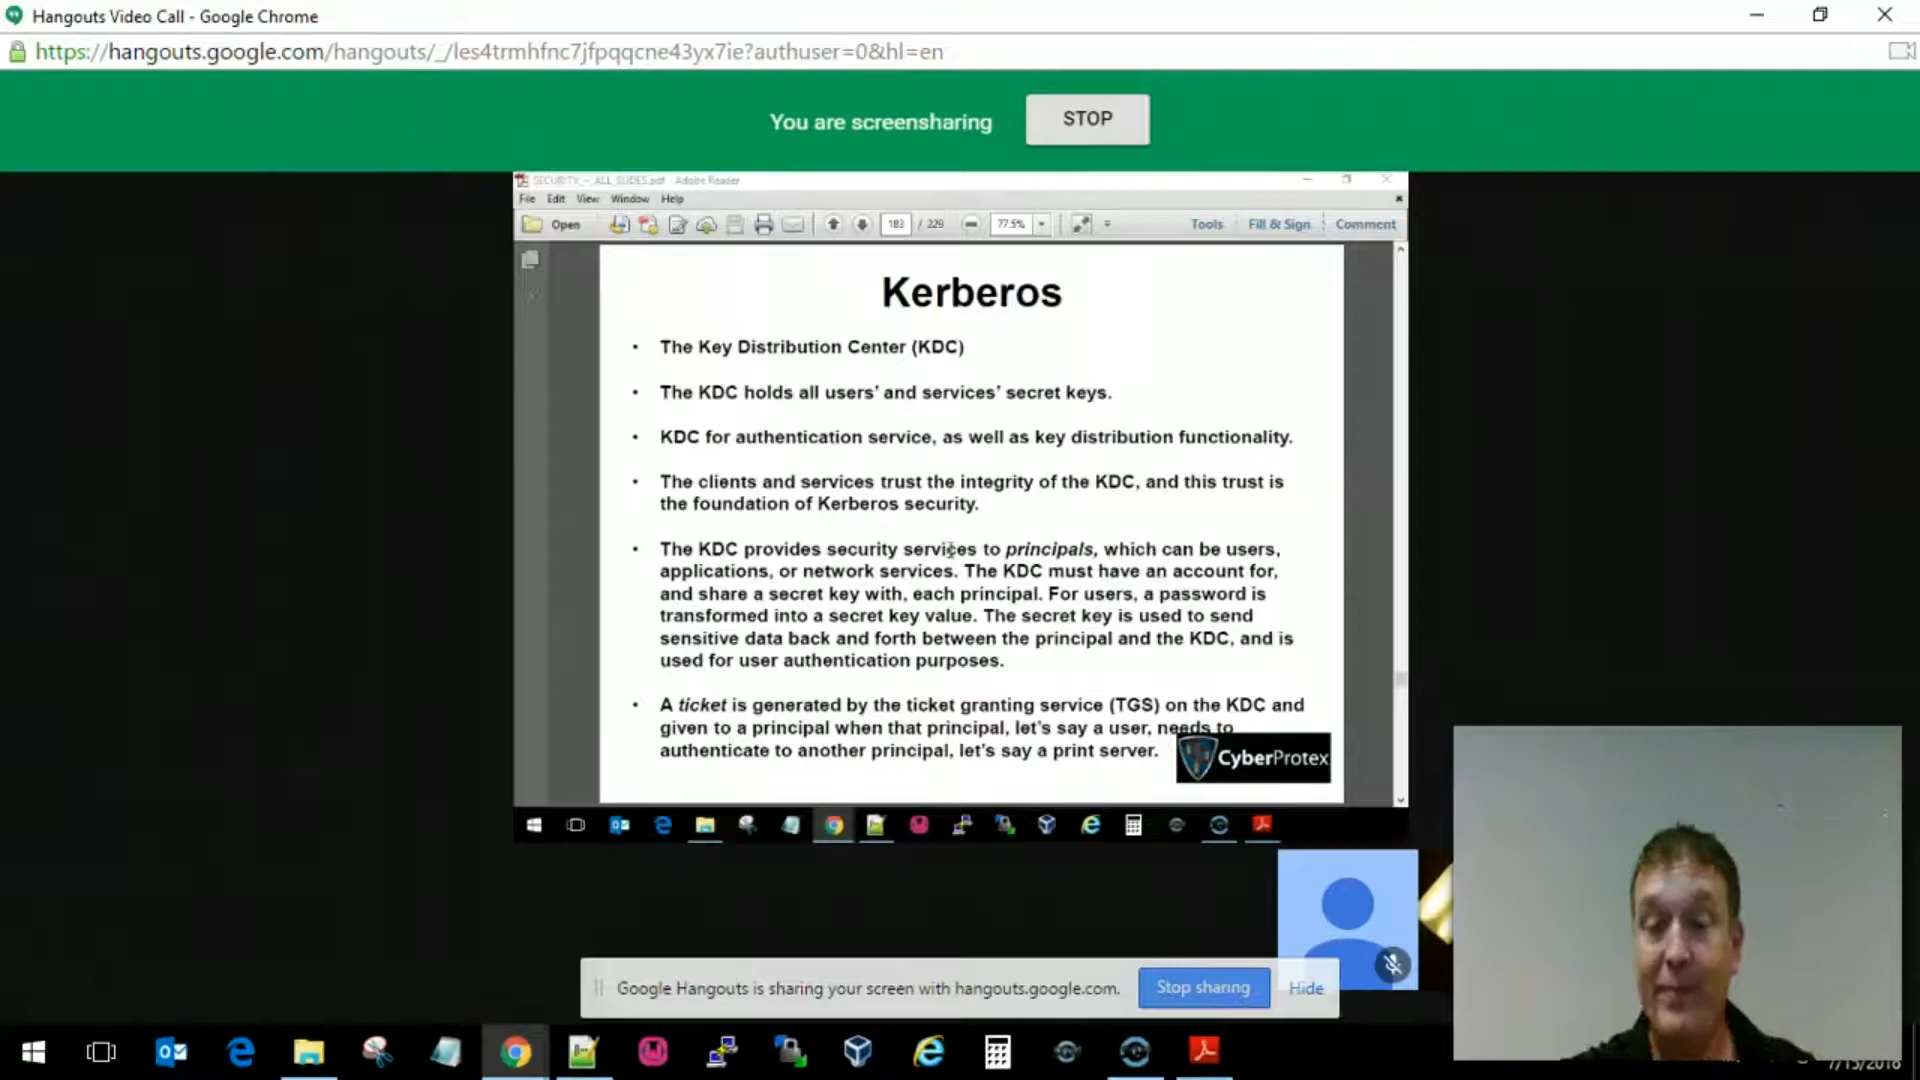 Hangouts Video Call - Google Chrome
https://hangouts.google.com/hangouts/_/les4trmhfnc7jfpqqcne43yx7ie?authuser=0&hl=en
You are screensharing STOP
SECURITY_-_ALL_SLIDES.pdf - Adobe Reader
File Edit View Window Help
Open 183 / 229 77.5% Tools Fill & Sign Comment
Kerberos
• The Key Distribution Center (KDC)
• The KDC holds all users’ and services’ secret keys.
• KDC for authentication service, as well as key distribution functionality.
• The clients and services trust the integrity of the KDC, and this trust is
the foundation of Kerberos security.
• The KDC provides security services to principals, which can be users,
applications, or network services. The KDC must have an account for,
and share a secret key with, each principal. For users, a password is
transformed into a secret key value. The secret key is used to send
sensitive data back and forth between the principal and the KDC, and is
used for user authentication purposes.
• A ticket is generated by the ticket granting service (TGS) on the KDC and
given to a principal when that principal, let’s say a user, needs to
authenticate to another principal, let’s say a print server.
CyberProtex
Google Hangouts is sharing your screen with hangouts.google.com. Stop sharing Hide